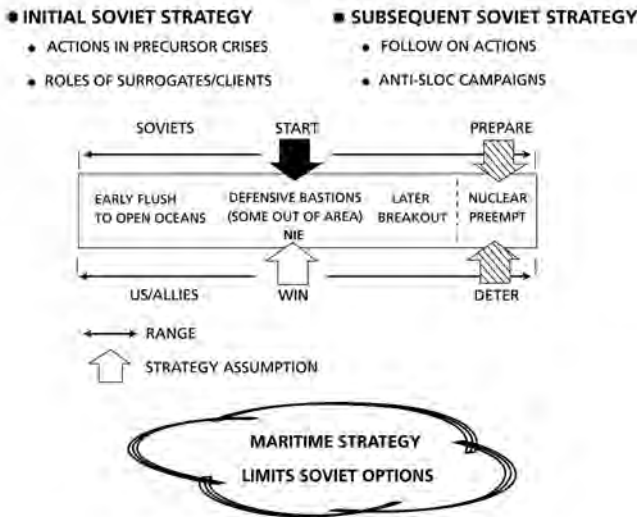 INITIAL SOVIET STRATEGY
ACTIONS IN PRECURSOR CRISES
ROLES OF SURROGATES/CLIENTS
SUBSEQUENT SOVIET STRATEGY
FOLLOW ON ACTIONS
ANTI-SLOC CAMPAIGNS
SOVIETS START PREPARE
EARLY FLUSH DEFENSIVE BASTIONS LATER NUCLEAR
TO OPEN OCEANS (SOME OUT OF AREA) BREAKOUT PREEMPT
NIE
US/ALLIES WIN DETER
RANGE
STRATEGY ASSUMPTION
MARITIME STRATEGY
LIMITS SOVIET OPTIONS